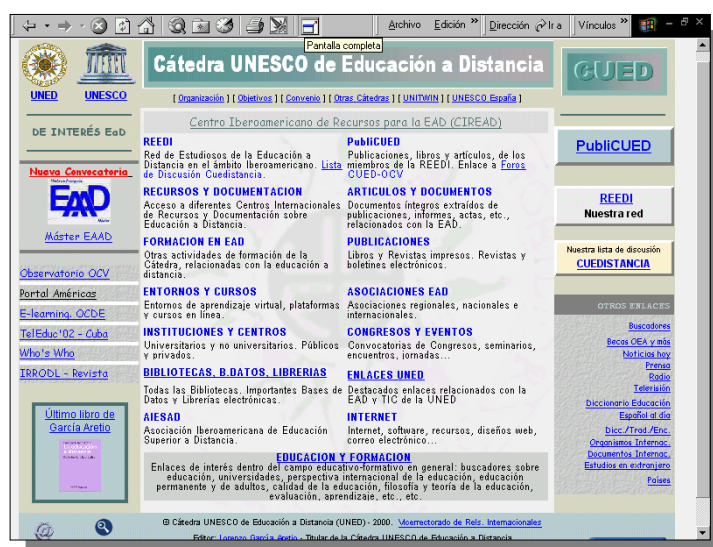 Archivo Edición » Dirección Ir a Vínculos »
Pantalla completa
UNED UNESCO
Cátedra UNESCO de Educación a Distancia
[ Organización ] [ Objetivos ] [ Convenio ] [ Otras Cátedras ] [ UNITWIN ] [ UNESCO España ]
CUED
DE INTERÉS EaD
Nueva Convocatoria
EAAD
Máster
Máster EAAD
Observatorio OCV
Portal Américas
E-learning. OCDE
TelEduc'02 - Cuba
Who's Who
IRRODL - Revista
Último libro de
García Aretio
Centro Iberoamericano de Recursos para la EAD (CIREAD)
REEDI
Red de Estudiosos de la Educación a
Distancia en el ámbito Iberoamericano. Lista
de Discusión Cuedistancia.
PubliCUED
Publicaciones, libros y artículos, de los
miembros de la REEDI. Enlace a Foros
CUED-OCV
RECURSOS Y DOCUMENTACION
Acceso a diferentes Centros Internacionales
de Recursos y Documentación sobre
Educación a Distancia.
ARTICULOS Y DOCUMENTOS
Documentos íntegros extraídos de
publicaciones, informes, actas, etc.,
relacionados con la EAD.
FORMACION EN EAD
Otras actividades de formación de la
Cátedra, relacionadas con la educación a
distancia.
PUBLICACIONES
Libros y Revistas impresos. Revistas y
boletines electrónicos.
ENTORNOS Y CURSOS
Entornos de aprendizaje virtual, plataformas
y cursos en línea.
ASOCIACIONES EAD
Asociaciones regionales, nacionales e
internacionales.
INSTITUCIONES Y CENTROS
Universitarios y no universitarios. Públicos
y privados.
CONGRESOS Y EVENTOS
Convocatorias de Congresos, seminarios,
encuentros, jornadas...
BIBLIOTECAS, B.DATOS, LIBRERIAS
Todas las Bibliotecas. Importantes Bases de
Datos y Librerías electrónicas.
ENLACES UNED
Destacados enlaces relacionados con la
EAD y TIC de la UNED
AIESAD
Asociación Iberoamericana de Educación
Superior a Distancia.
INTERNET
Internet, software, recursos, diseños web,
correo electrónico...
EDUCACION Y FORMACION
Enlaces de interés dentro del campo educativo-formativo en general: buscadores sobre
educación, universidades, perspectiva internacional de la educación, educación
permanente y de adultos, calidad de la educación, filosofía y teoría de la educación,
evaluación, aprendizaje, etc., etc.
PubliCUED
REEDI
Nuestra red
Nuestra lista de discusión
CUEDISTANCIA
OTROS ENLACES
Buscadores
Becas OEA y más
Noticias hoy
Prensa
Radio
Televisión
Diccionario Educación
Español al día
Dicc./Trad./Enc.
Organismos Internac.
Documentos Internac.
Estudios en extranjero
Países
© Cátedra UNESCO de Educación a Distancia (UNED) - 2000. Vicerrectorado de Rels. Internacionales
Editor: Lorenzo García Aretio - Titular de la Cátedra UNESCO de Educación a Distancia